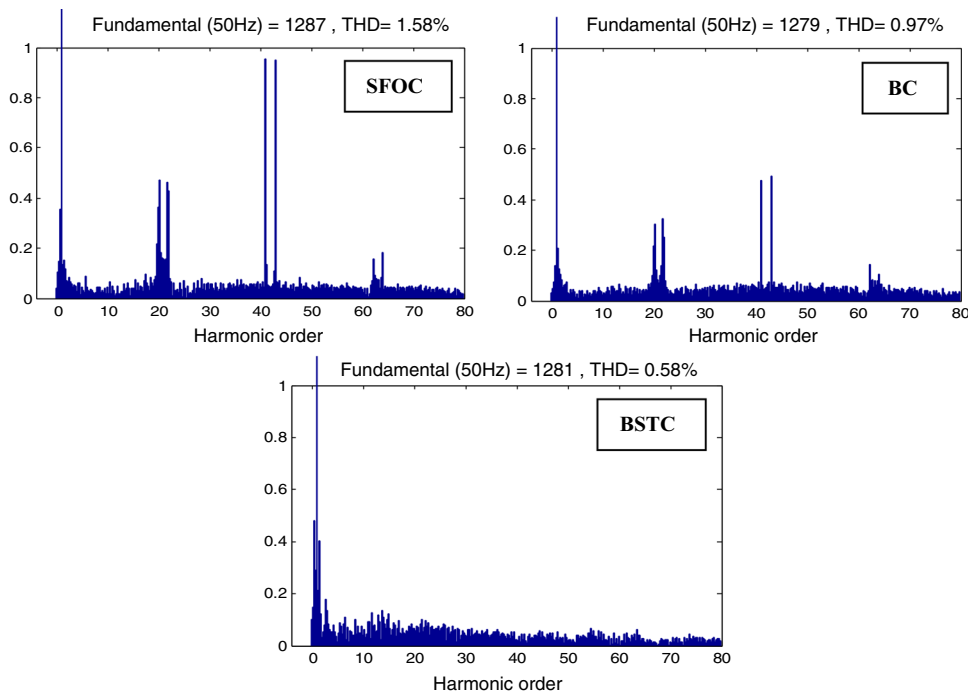 Fundamental (50Hz) = 1287 , THD= 1.58%
SFOC
1
0.8
0.6
0.4
0.2
0
0 10 20 30 40 50 60 70 80
Harmonic order
Fundamental (50Hz) = 1279 , THD= 0.97%
BC
1
0.8
0.6
0.4
0.2
0
0 10 20 30 40 50 60 70 80
Harmonic order
Fundamental (50Hz) = 1281 , THD= 0.58%
BSTC
1
0.8
0.6
0.4
0.2
0
0 10 20 30 40 50 60 70 80
Harmonic order